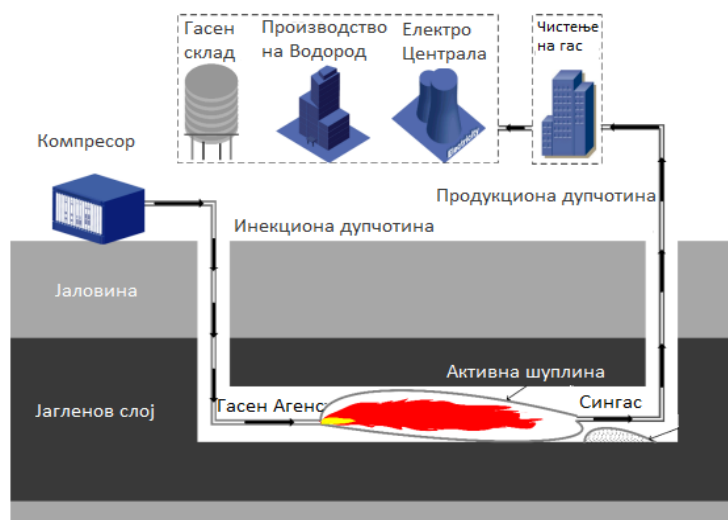 Гасен
склад
Производство
на Водород
Електро
Централа
Чистење
на гас
Electricity
Компресор
Продукциона дупчотина
Инекциона дупчотина
Јаловина
Активна шуплина
Јагленов слој
Гасен Агенс
Сингас